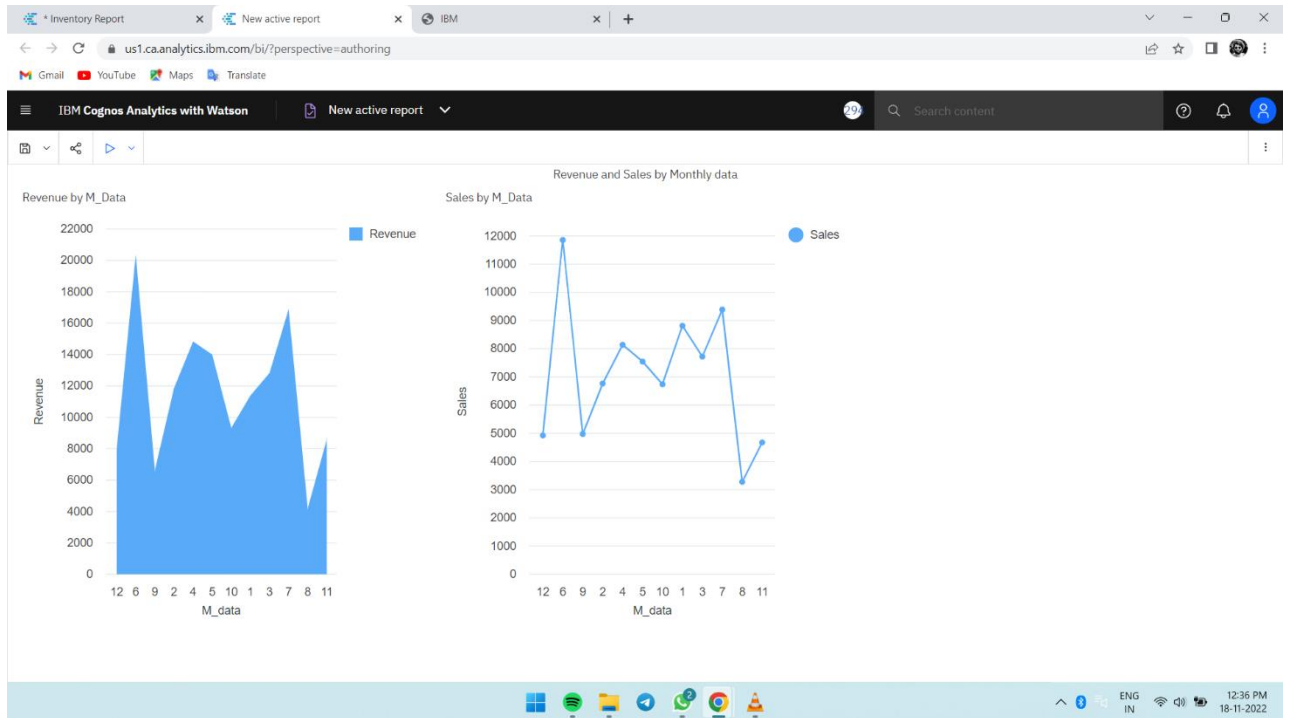 * Inventory Report
New active report
IBM
us1.ca.analytics.ibm.com/bi/?perspective=authoring
Gmail YouTube Maps Translate
IBM Cognos Analytics with Watson
New active report
Search content
Revenue and Sales by Monthly data
Revenue by M_Data
22000
20000
18000
16000
14000
12000
10000
8000
6000
4000
2000
0
Revenue
12 6 9 2 4 5 10 1 3 7 8 11
M_data
Revenue
Sales by M_Data
12000
11000
10000
9000
8000
7000
6000
5000
4000
3000
2000
1000
0
Sales
12 6 9 2 4 5 10 1 3 7 8 11
M_data
Sales
2
ENG
IN
12:36 PM
18-11-2022